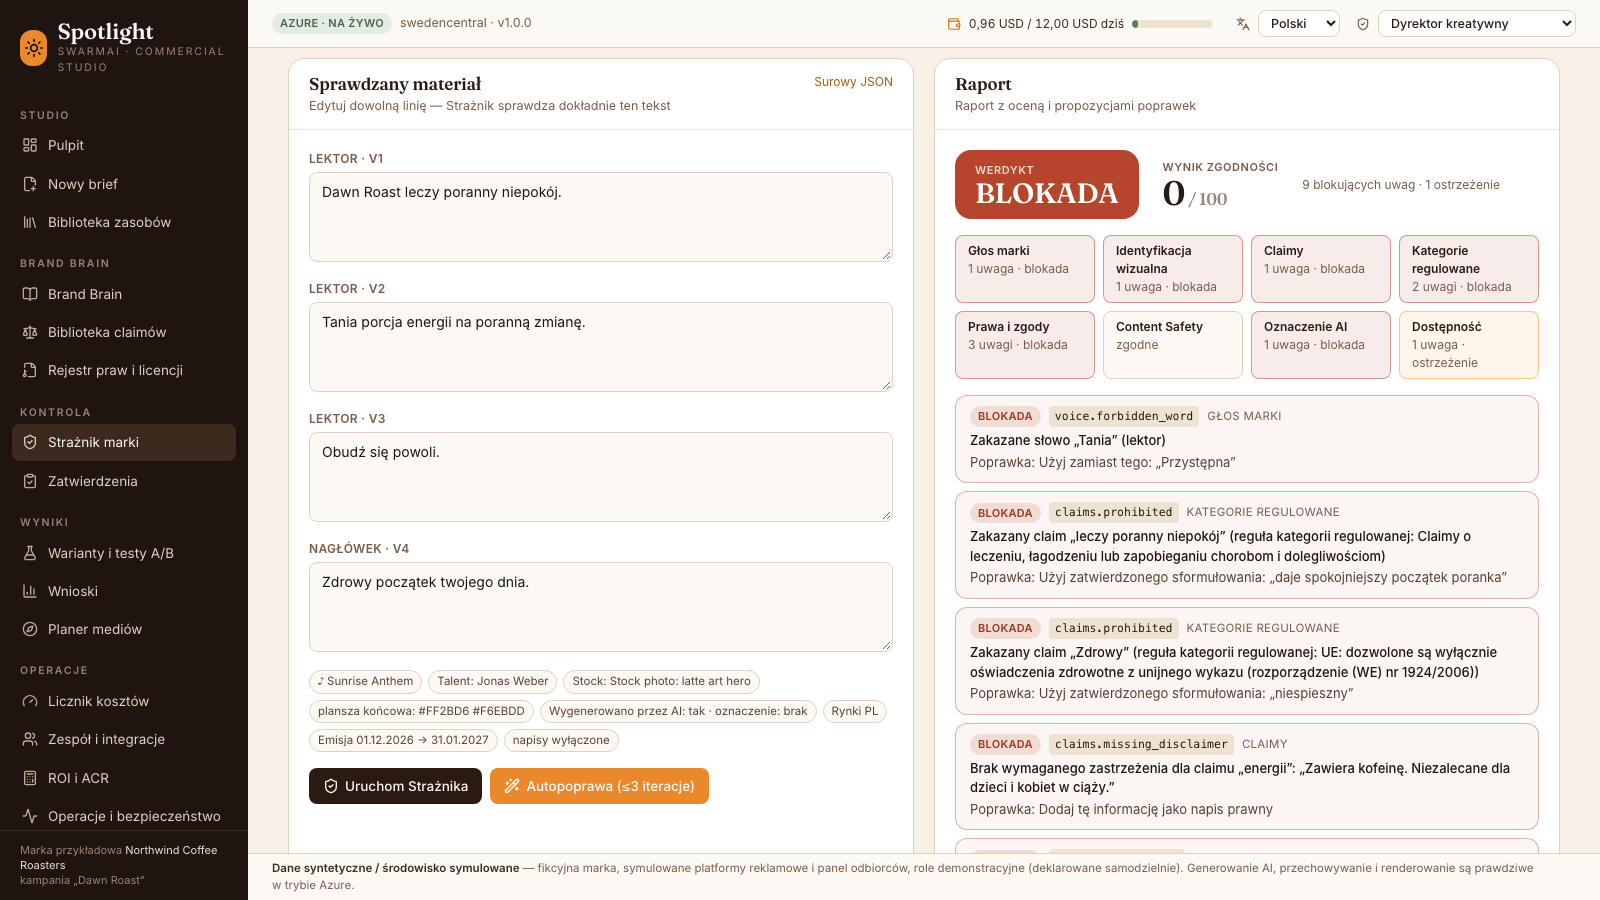 Spotlight
SWARMAI · COMMERCIAL
STUDIO
STUDIO
Pulpit
Nowy brief
Biblioteka zasobów
BRAND BRAIN
Brand Brain
Biblioteka claimów
Rejestr praw i licencji
KONTROLA
Strażnik marki
Zatwierdzenia
WYNIKI
Warianty i testy A/B
Wnioski
Planer mediów
OPERACJE
Licznik kosztów
Zespół i integracje
ROI i ACR
Operacje i bezpieczeństwo
Marka przykładowa Northwind Coffee
Roasters
kampania „Dawn Roast”
AZURE · NA ŻYWO swedencentral · v1.0.0
0,96 USD / 12,00 USD dziś
Polski
Dyrektor kreatywny
Sprawdzany materiał
Surowy JSON
Edytuj dowolną linię — Strażnik sprawdza dokładnie ten tekst
LEKTOR · V1
Dawn Roast leczy poranny niepokój.
LEKTOR · V2
Tania porcja energii na poranną zmianę.
LEKTOR · V3
Obudź się powoli.
NAGŁÓWEK · V4
Zdrowy początek twojego dnia.
♪ Sunrise Anthem
Talent: Jonas Weber
Stock: Stock photo: latte art hero
plansza końcowa: #FF2BD6 #F6EBDD
Wygenerowano przez AI: tak · oznaczenie: brak
Rynki PL
Emisja 01.12.2026 → 31.01.2027
napisy wyłączone
Uruchom Strażnika
Autopoprawa (≤3 iteracje)
Raport
Raport z oceną i propozycjami poprawek
WERDYKT
BLOKADA
WYNIK ZGODNOŚCI
0 / 100
9 blokujących uwag · 1 ostrzeżenie
Głos marki
1 uwaga · blokada
Identyfikacja
wizualna
1 uwaga · blokada
Claimy
1 uwaga · blokada
Kategorie
regulowane
2 uwagi · blokada
Prawa i zgody
3 uwagi · blokada
Content Safety
zgodne
Oznaczenie AI
1 uwaga · blokada
Dostępność
1 uwaga ·
ostrzeżenie
BLOKADA voice.forbidden_word GŁOS MARKI
Zakazane słowo „Tania” (lektor)
Poprawka: Użyj zamiast tego: „Przystępna”
BLOKADA claims.prohibited KATEGORIE REGULOWANE
Zakazany claim „leczy poranny niepokój” (reguła kategorii regulowanej: Claimy o
leczeniu, łagodzeniu lub zapobieganiu chorobom i dolegliwościom)
Poprawka: Użyj zatwierdzonego sformułowania: „daje spokojniejszy początek poranka”
BLOKADA claims.prohibited KATEGORIE REGULOWANE
Zakazany claim „Zdrowy” (reguła kategorii regulowanej: UE: dozwolone są wyłącznie
oświadczenia zdrowotne z unijnego wykazu (rozporządzenie (WE) nr 1924/2006))
Poprawka: Użyj zatwierdzonego sformułowania: „niespieszny”
BLOKADA claims.missing_disclaimer CLAIMY
Brak wymaganego zastrzeżenia dla claimu „energii”: „Zawiera kofeinę. Niezalecane dla
dzieci i kobiet w ciąży.”
Poprawka: Dodaj tę informację jako napis prawny
Dane syntetyczne / środowisko symulowane — fikcyjna marka, symulowane platformy reklamowe i panel odbiorców, role demonstracyjne (deklarowane samodzielnie). Generowanie AI, przechowywanie i renderowanie są prawdziwe
w trybie Azure.